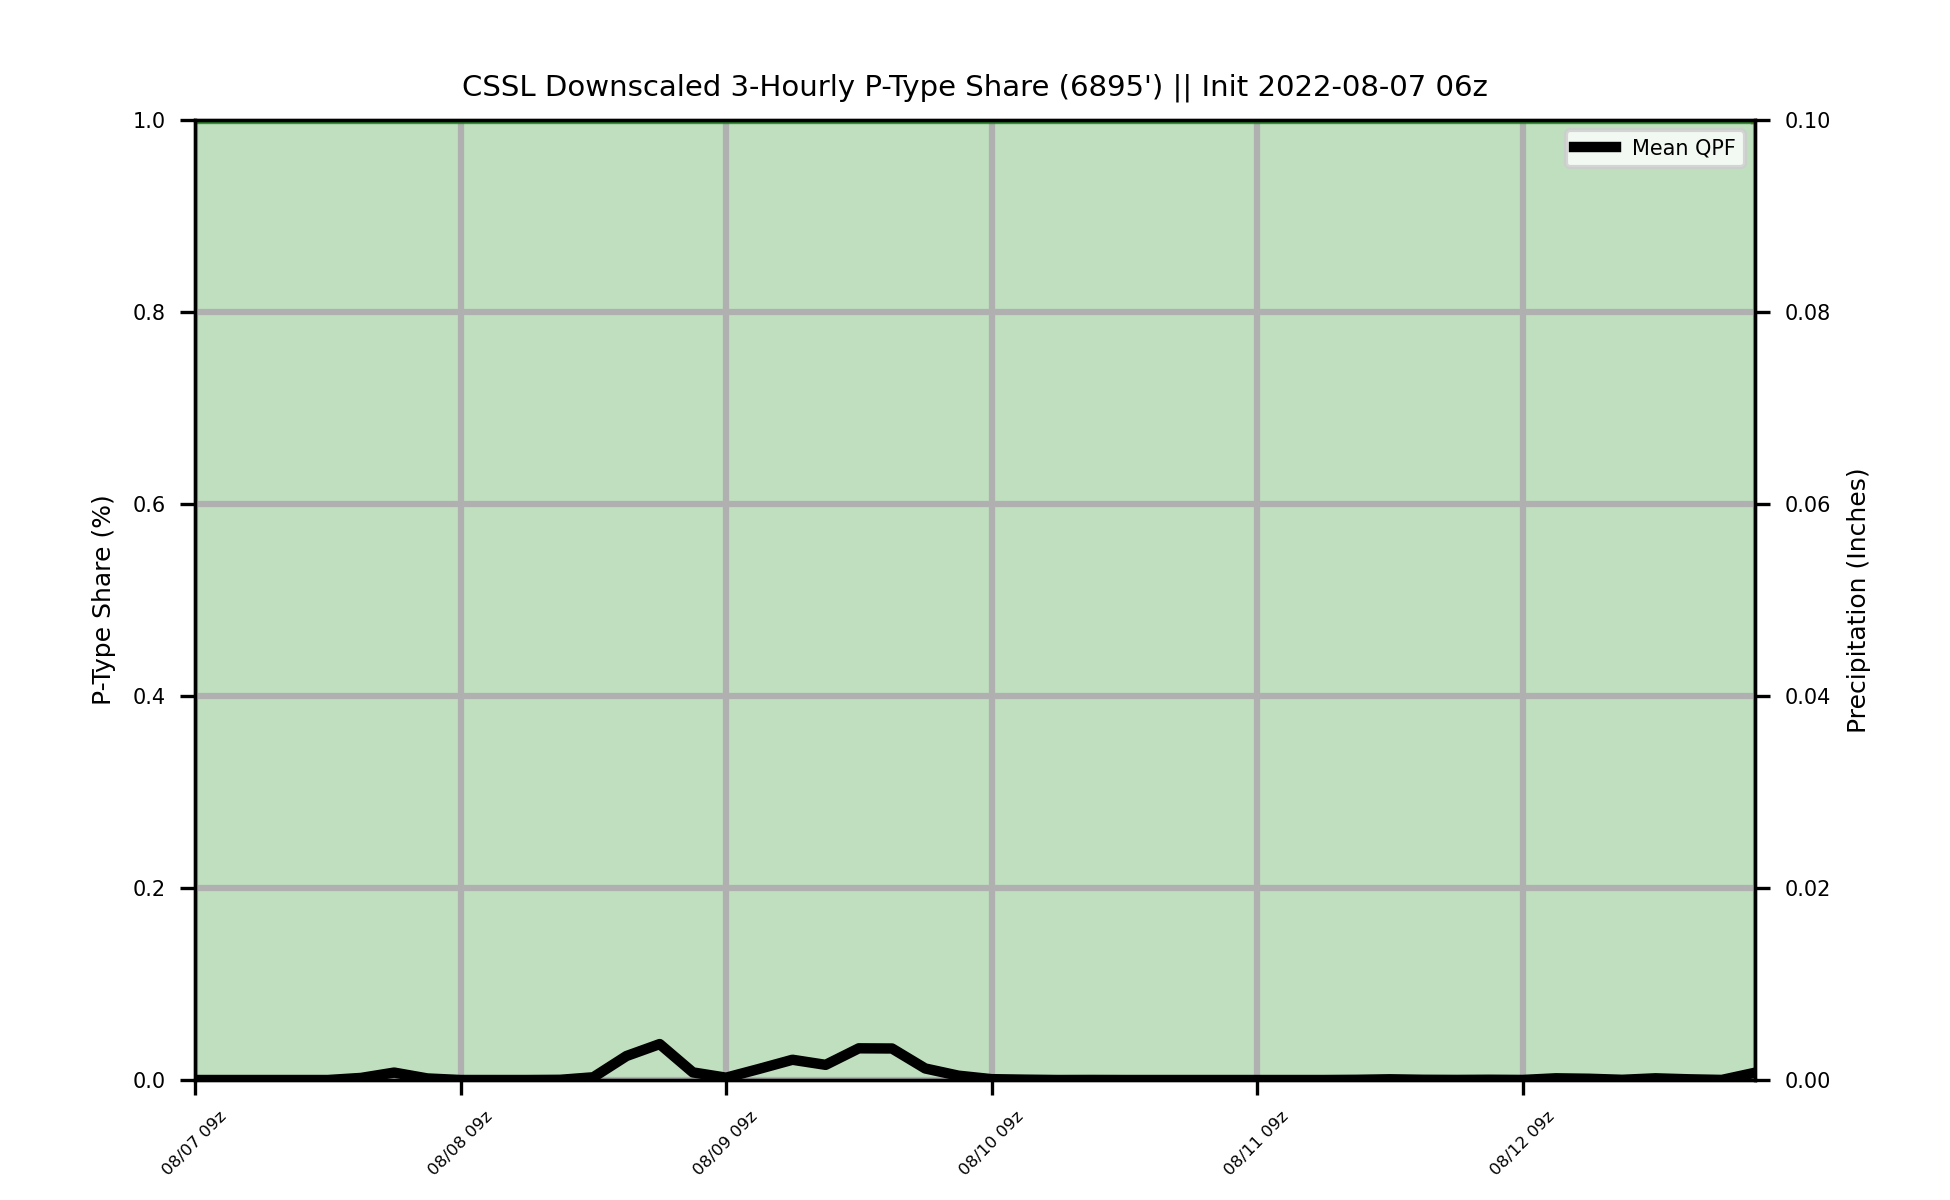 CSSL Downscaled 3-Hourly P-Type Share (6895') || Init 2022-08-07 06z
Mean QPF
P-Type Share (%)
1.0
0.8
0.6
0.4
0.2
0.0
0.10
0.08
0.06
0.04
0.02
0.00
Precipitation (Inches)
08/07 09z
08/08 09z
08/09 09z
08/10 09z
08/11 09z
08/12 09z